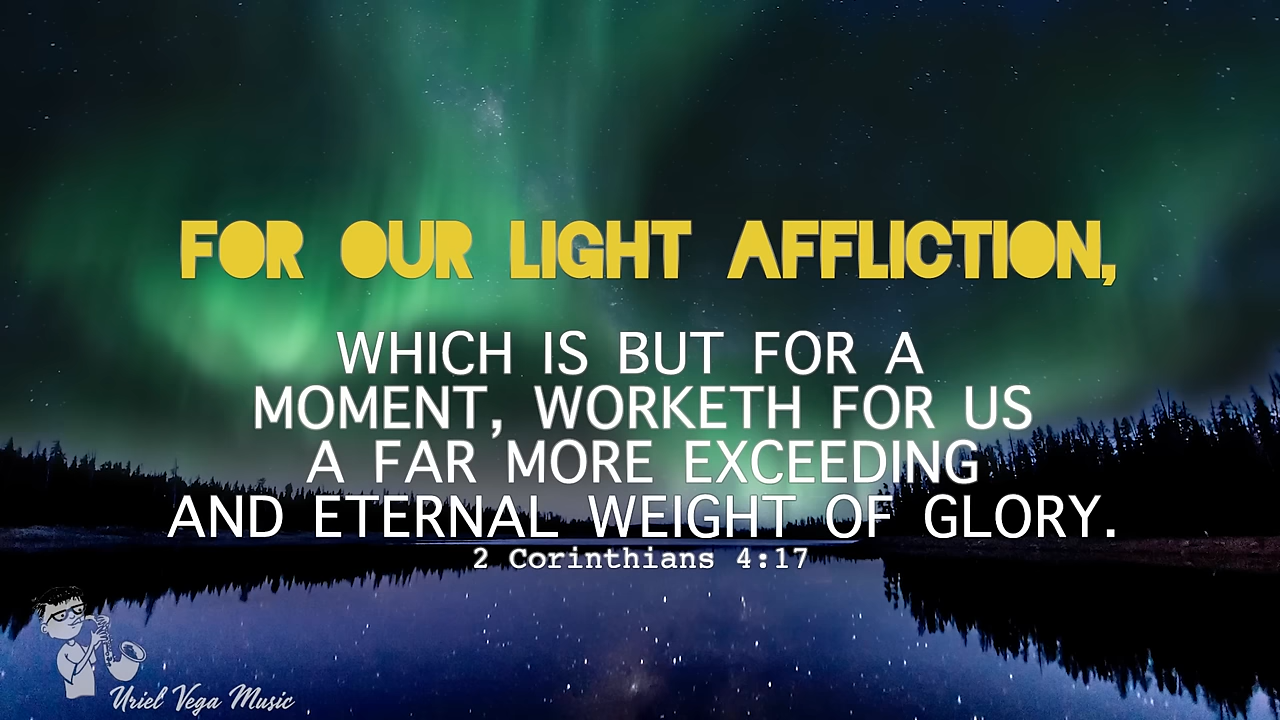 FOR OUR LIGHT AFFLICTION,
WHICH IS BUT FOR A
MOMENT, WORKETH FOR US
A FAR MORE EXCEEDING
AND ETERNAL WEIGHT OF GLORY.
2 Corinthians 4:17
Uriel Vega Music